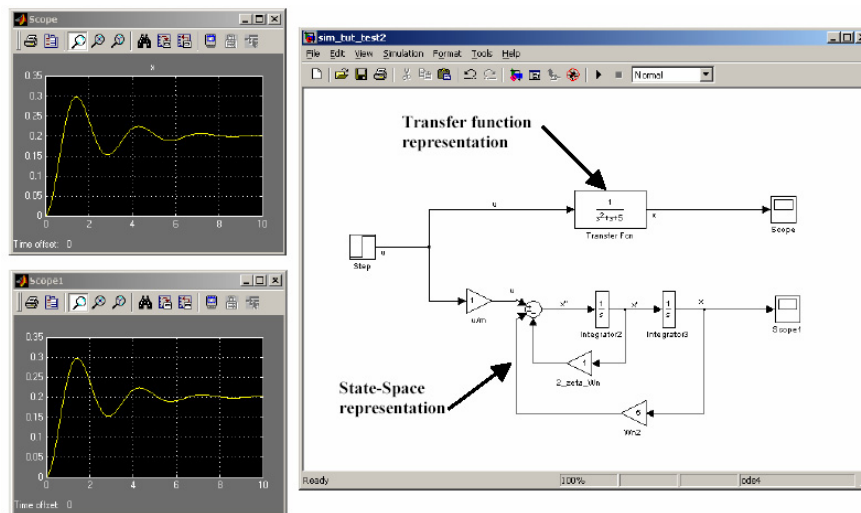 Scope
x
0.35
0.3
0.25
0.2
0.15
0.1
0.05
0
0 2 4 6 8 10
Time offset: 0
Scope1
0.35
0.3
0.25
0.2
0.15
0.1
0.05
0
0 2 4 6 8 10
Time offset: 0
sim_tut_test2
File Edit View Simulation Format Tools Help
Normal
Transfer function
representation
u
1
s²+s+5
x
Transfer Fcn
Scope
Step
u
1
u/m
u
x''
1
s
Integrator2
x'
1
s
Integrator3
x
Scope1
1
2_zeta_Wn
State-Space
representation
Wn2
Ready 100% ode4